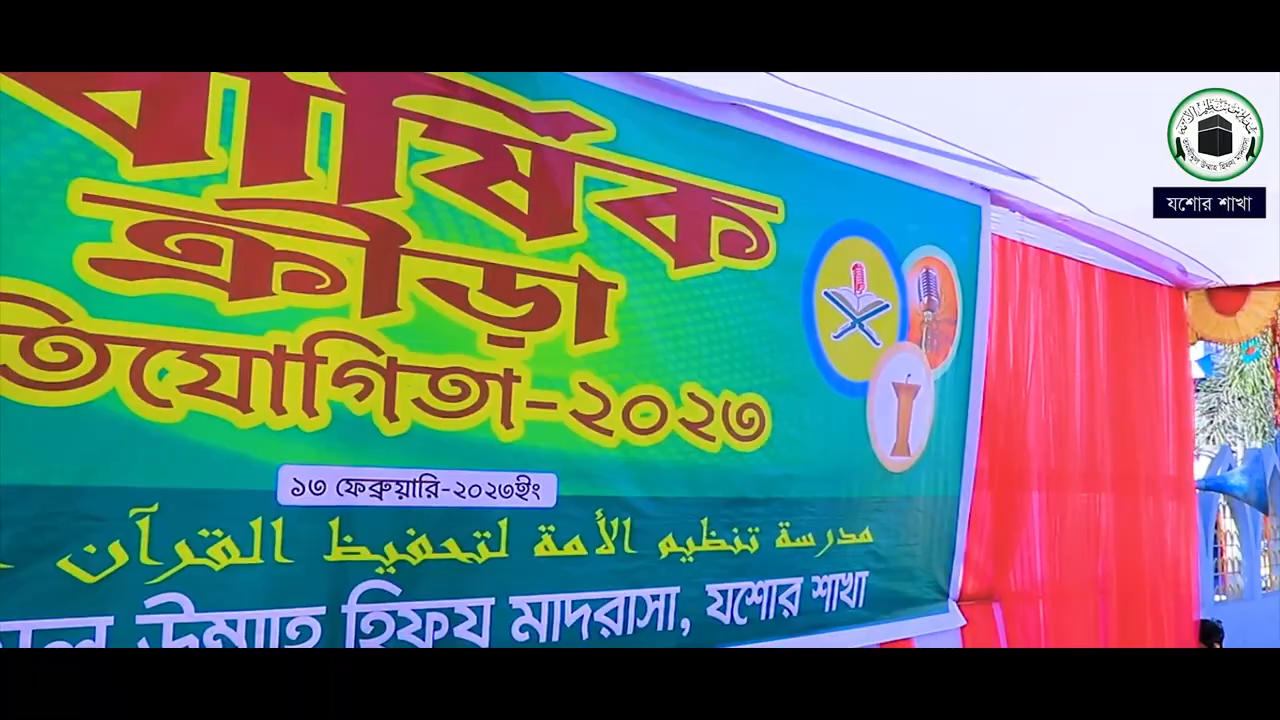 বার্ষিক
ক্রীড়া
তিযোগিতা-২০২৩
১৩ ফেব্রুয়ারি-২০২৩ইং
مدرسة تنظيم الأمة لتحفيظ القرآن
উম্মাহ হিফয মাদরাসা, যশোর শাখা
যশোর শাখা